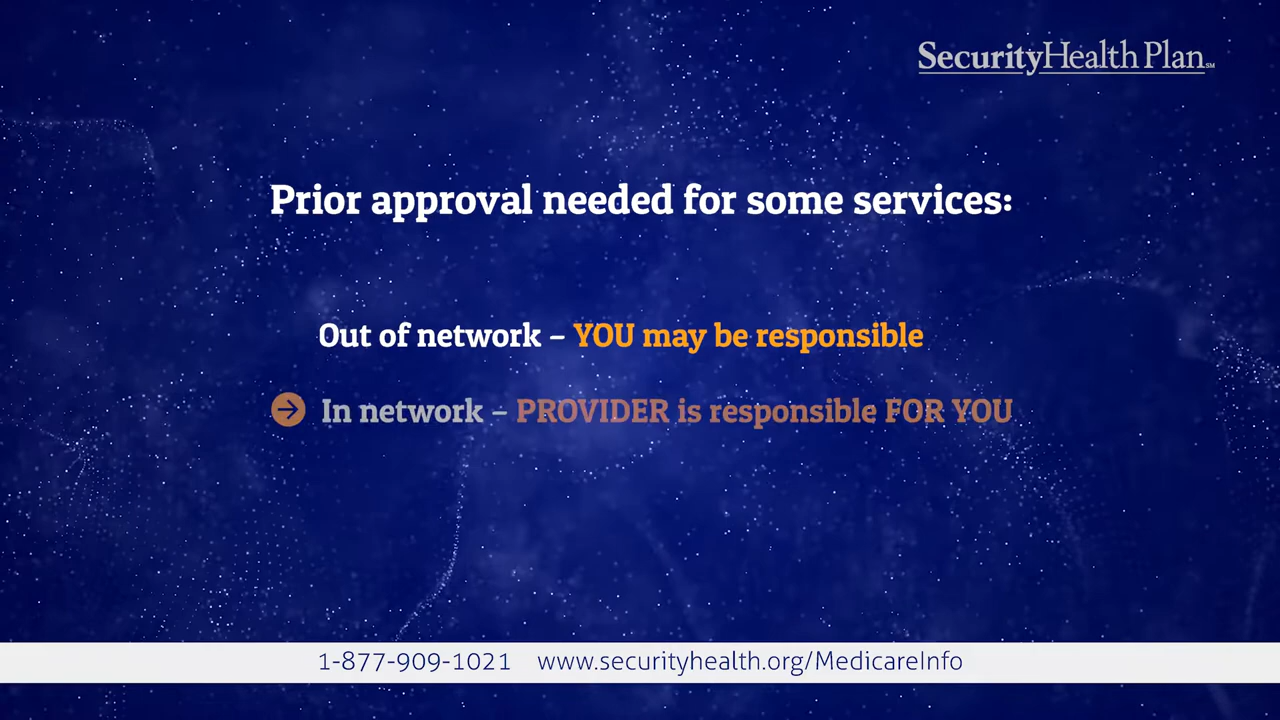 SecurityHealth Plan℠
Prior approval needed for some services:
Out of network – YOU may be responsible
In network – PROVIDER is responsible FOR YOU
1-877-909-1021 www.securityhealth.org/MedicareInfo